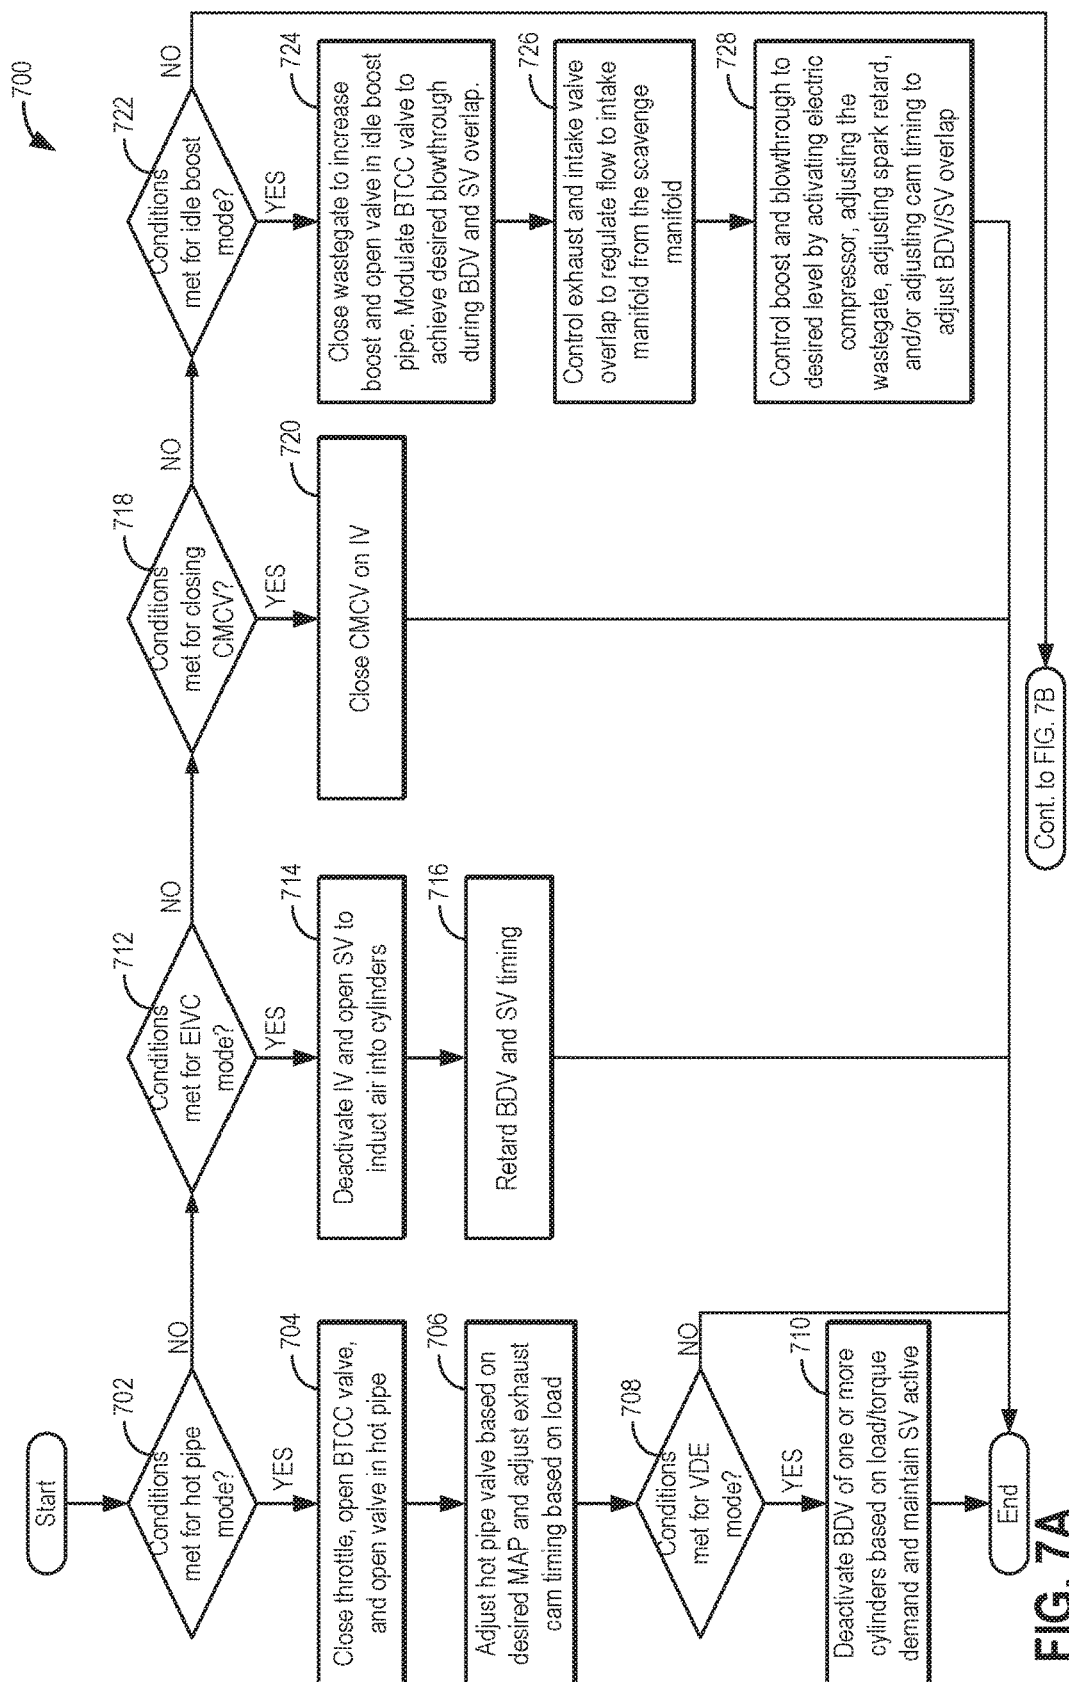 700
Start
702
Conditions
met for hot pipe
mode?
NO
YES
704
Close throttle, open BTCC valve,
and open valve in hot pipe
706
Adjust hot pipe valve based on
desired MAP and adjust exhaust
cam timing based on load
708
Conditions
met for VDE
mode?
NO
YES
710
Deactivate BDV of one or more
cylinders based on load/torque
demand and maintain SV active
End
712
Conditions
met for EIVC
mode?
NO
YES
714
Deactivate IV and open SV to
induct air into cylinders
716
Retard BDV and SV timing
718
Conditions
met for closing
CMCV?
NO
YES
720
Close CMCV on IV
722
Conditions
met for idle boost
mode?
NO
YES
724
Close wastegate to increase
boost and open valve in idle boost
pipe. Modulate BTCC valve to
achieve desired blowthrough
during BDV and SV overlap.
726
Control exhaust and intake valve
overlap to regulate flow to intake
manifold from the scavenge
manifold
728
Control boost and blowthrough to
desired level by activating electric
compressor, adjusting the
wastegate, adjusting spark retard,
and/or adjusting cam timing to
adjust BDV/SV overlap
Cont. to FIG. 7B
FIG. 7A